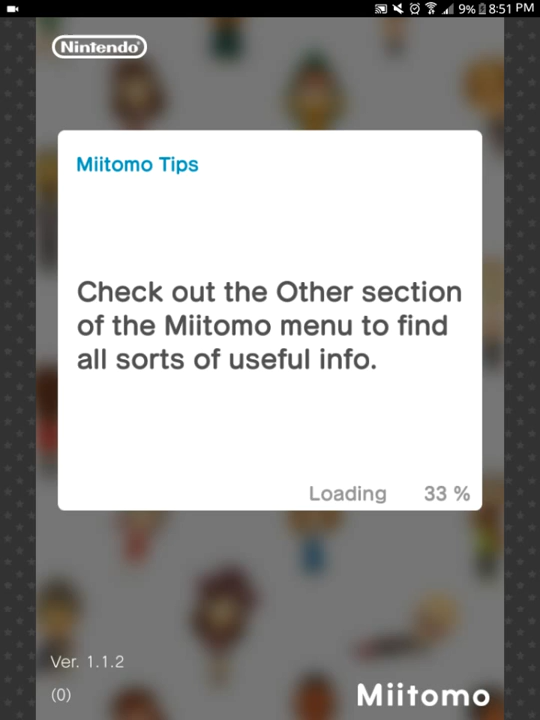 9% 8:51 PM
Nintendo
Miitomo Tips
Check out the Other section
of the Miitomo menu to find
all sorts of useful info.
Loading 33 %
Ver. 1.1.2
(0)
Miitomo